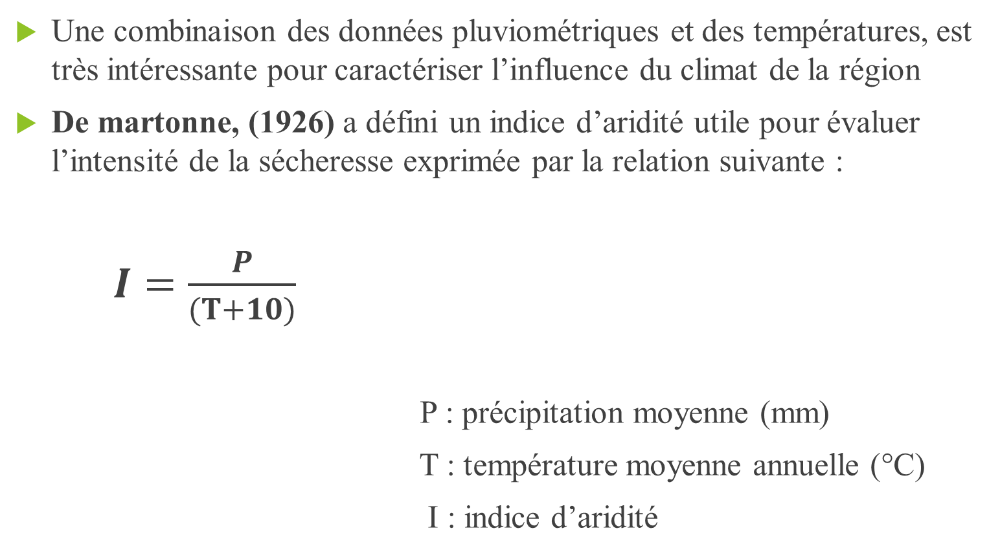 Une combinaison des données pluviométriques et des températures, est
très intéressante pour caractériser l’influence du climat de la région
De martonne, (1926) a défini un indice d’aridité utile pour évaluer
l’intensité de la sécheresse exprimée par la relation suivante :
I = P / (T+10)
P : précipitation moyenne (mm)
T : température moyenne annuelle (°C)
I : indice d’aridité